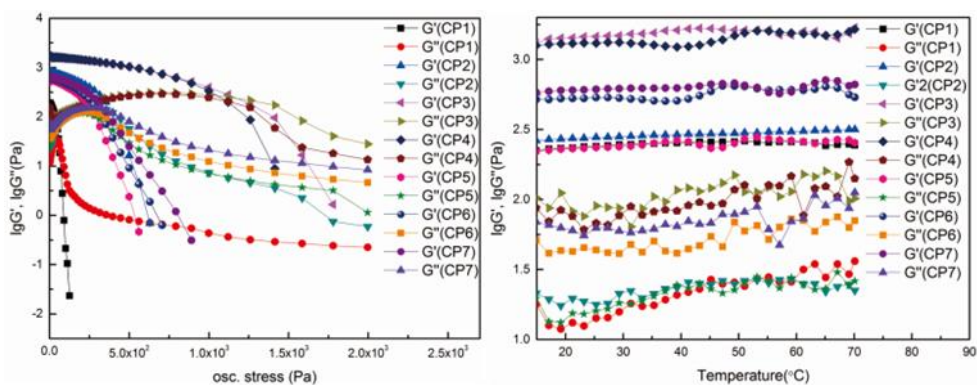 lgG'. lgG''(Pa)
4
3
2
1
0
-1
-2
0.0
5.0x10³
1.0x10³
1.5x10³
2.0x10³
2.5x10³
osc. stress (Pa)
G'(CP1)
G''(CP1)
G'(CP2)
G''(CP2)
G'(CP3)
G''(CP3)
G'(CP4)
G''(CP4)
G'(CP5)
G''(CP5)
G'(CP6)
G''(CP6)
G'(CP7)
G''(CP7)
lgG'. lgG''(Pa)
3.0
2.5
2.0
1.5
1.0
20
30
40
50
60
70
80
90
Temperature(°C)
G'(CP1)
G''(CP1)
G'(CP2)
G'2(CP2)
G'(CP3)
G''(CP3)
G'(CP4)
G''(CP4)
G'(CP5)
G''(CP5)
G'(CP6)
G''(CP6)
G'(CP7)
G''(CP7)